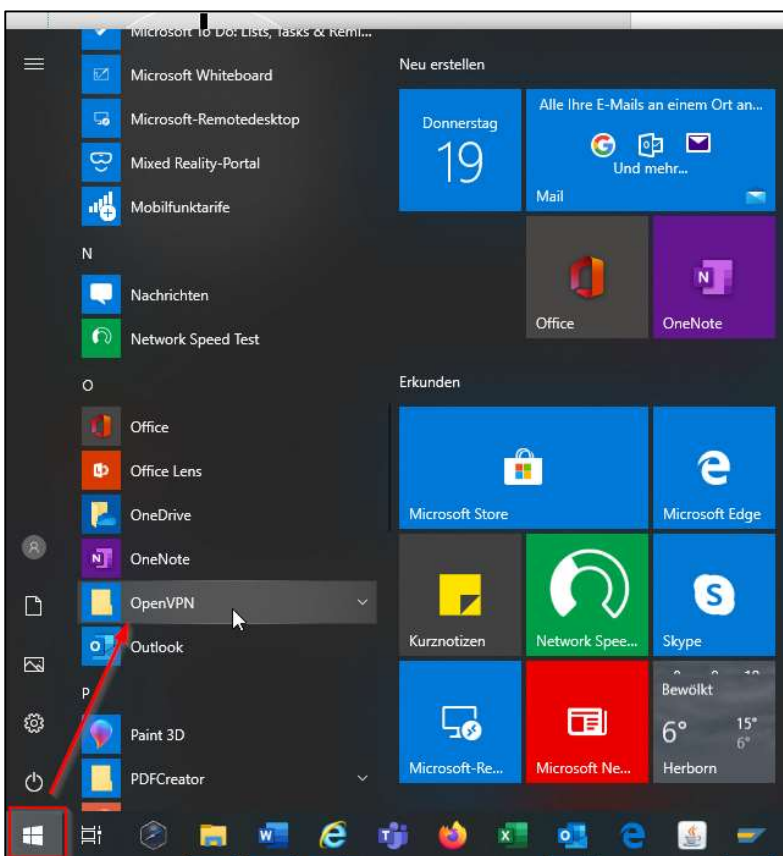 Microsoft To Do: Lists, Tasks & Remi...
Microsoft Whiteboard
Microsoft-Remotedesktop
Mixed Reality-Portal
Mobilfunktarife
N
Nachrichten
Network Speed Test
O
Office
Office Lens
OneDrive
OneNote
OpenVPN
Outlook
P
Paint 3D
PDFCreator
Neu erstellen
Donnerstag
19
Alle Ihre E-Mails an einem Ort an...
Und mehr...
Mail
Office
OneNote
Erkunden
Microsoft Store
Microsoft Edge
Kurznotizen
Network Spee...
Skype
Microsoft-Re...
Microsoft Ne...
Bewölkt
6°
15°
6°
Herborn